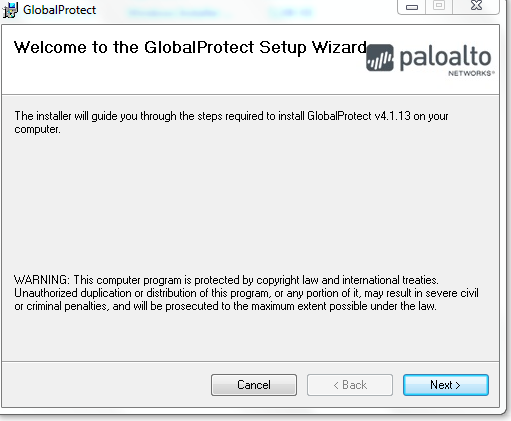 GlobalProtect
Welcome to the GlobalProtect Setup Wizard
paloalto
NETWORKS®
The installer will guide you through the steps required to install GlobalProtect v4.1.13 on your
computer.
WARNING: This computer program is protected by copyright law and international treaties.
Unauthorized duplication or distribution of this program, or any portion of it, may result in severe civil
or criminal penalties, and will be prosecuted to the maximum extent possible under the law.
Cancel
< Back
Next >